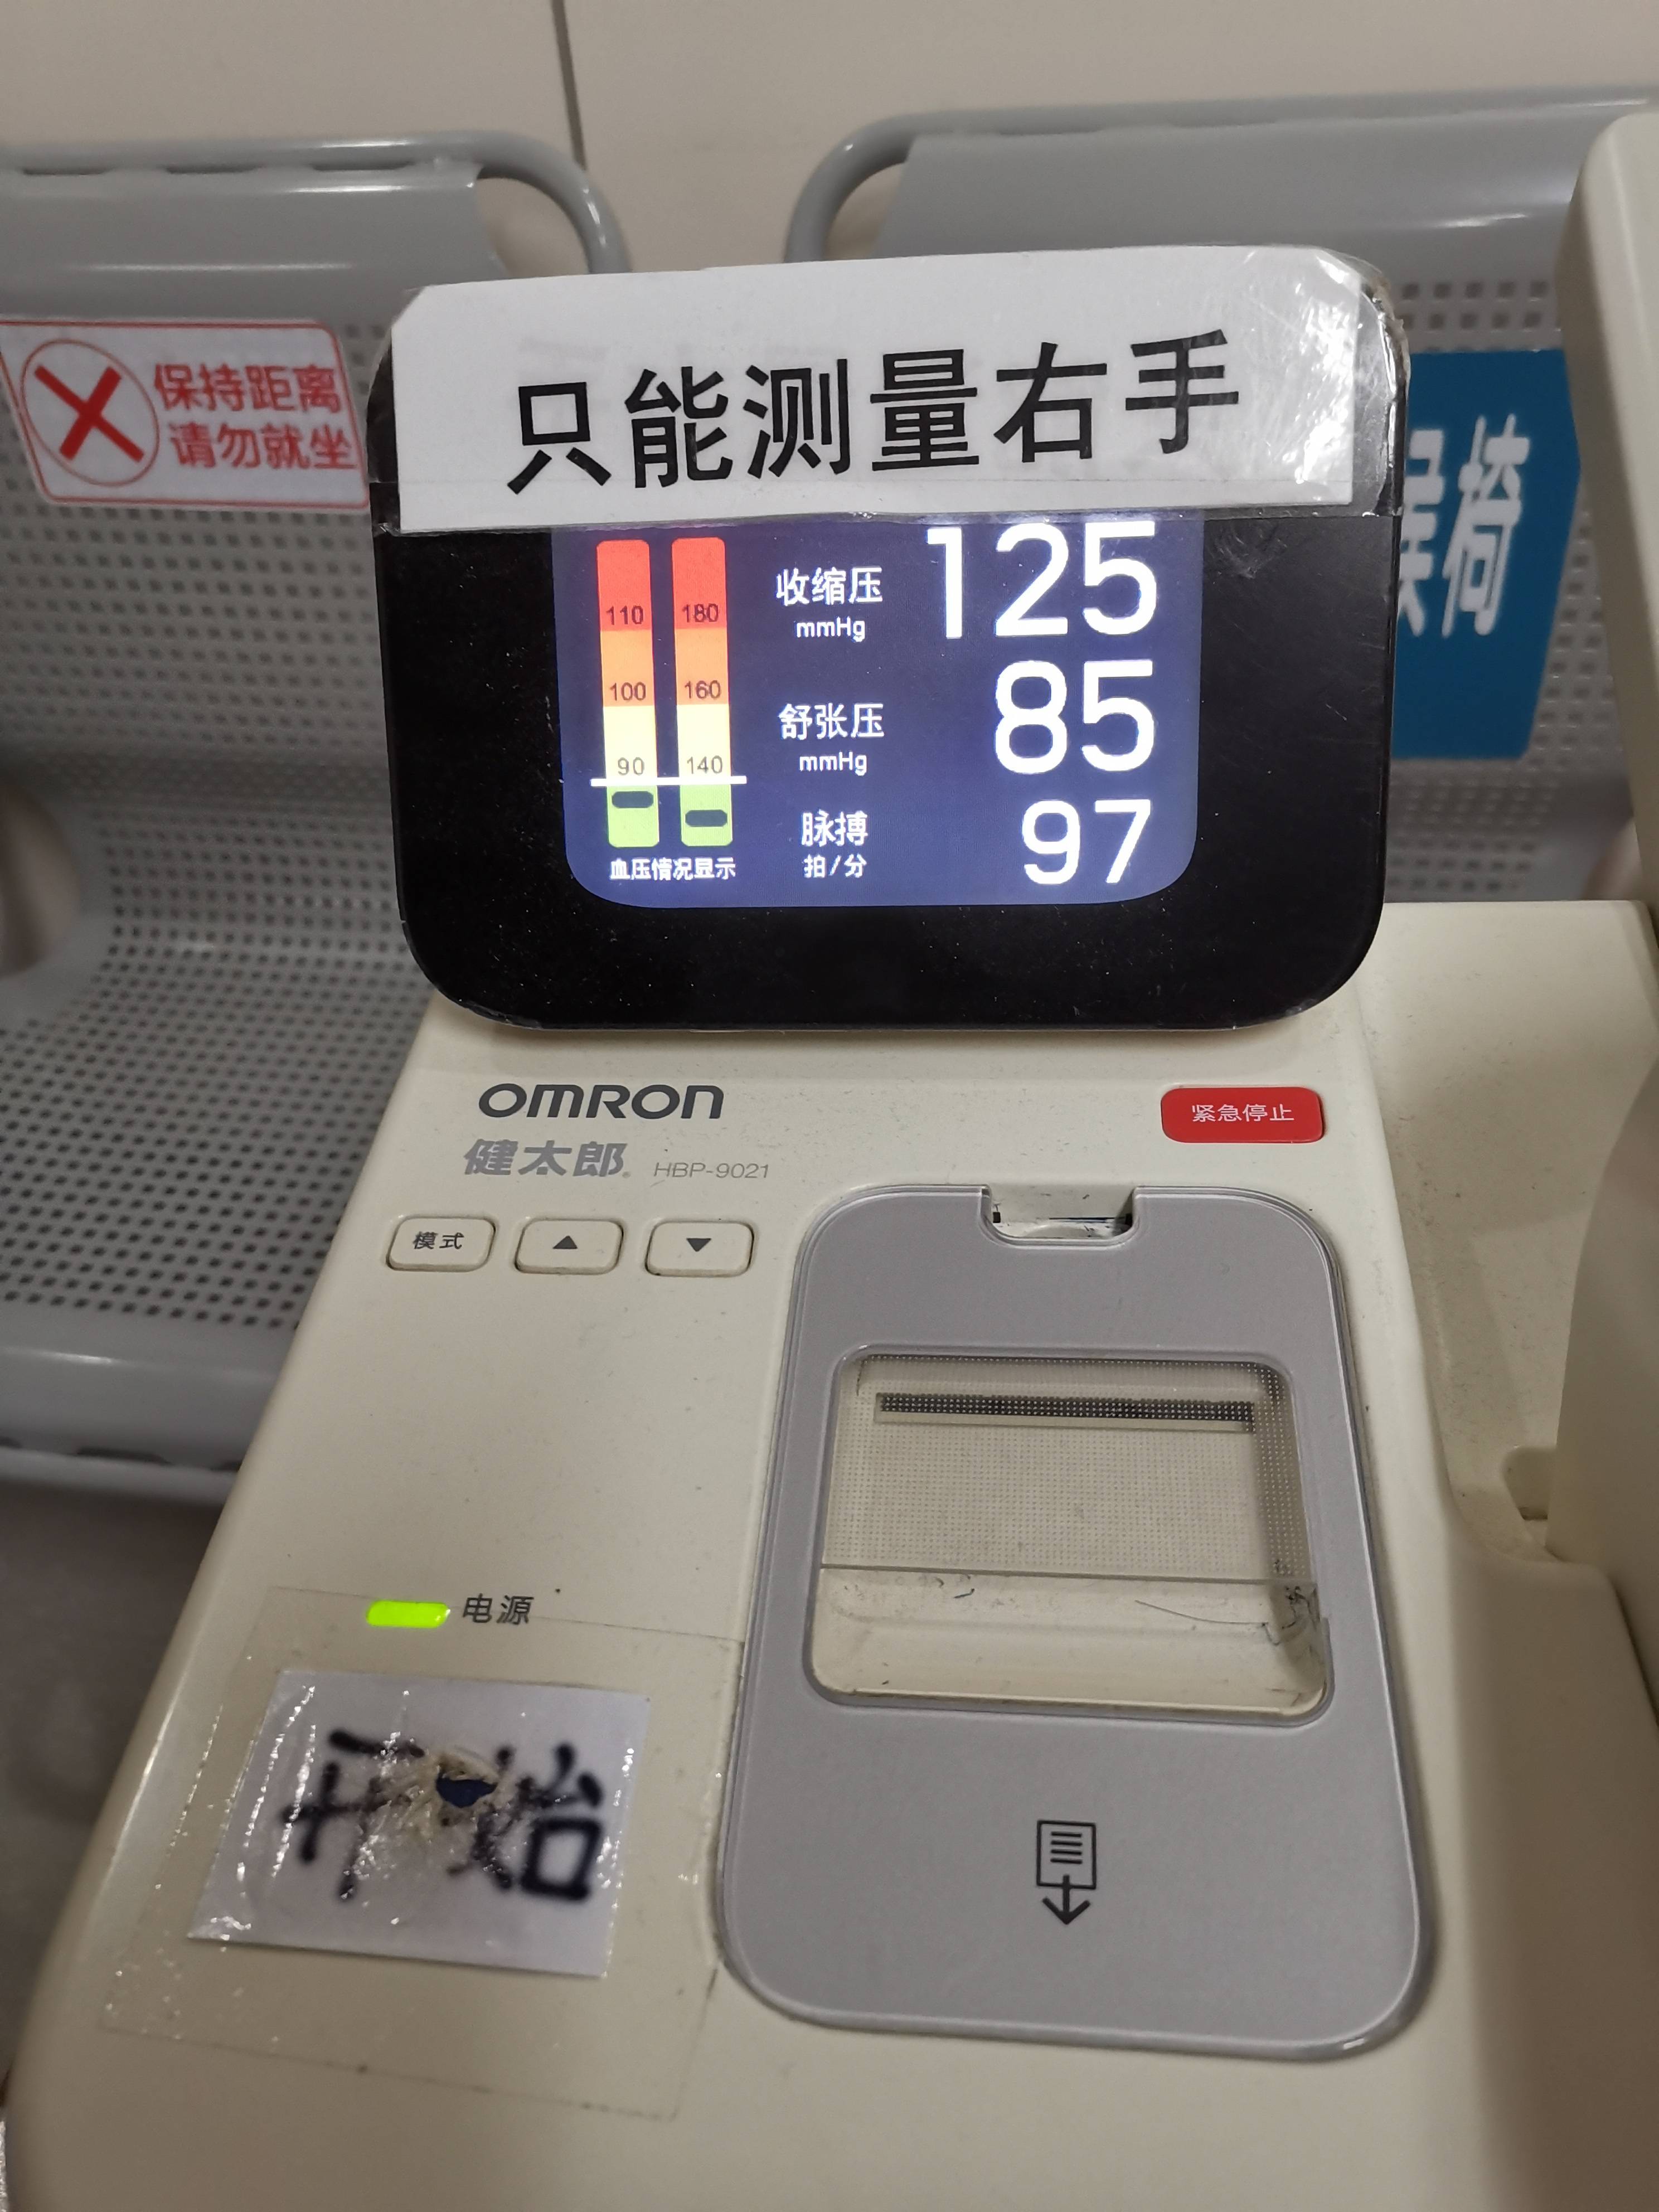 只能测量右手
保持距离
请勿就坐
候椅
110 180
100 160
90 140
血压情况显示
收缩压
mmHg
125
舒张压
mmHg
85
脉搏
拍/分
97
OMRON
健太郎 HBP-9021
紧急停止
模式
电源
开始